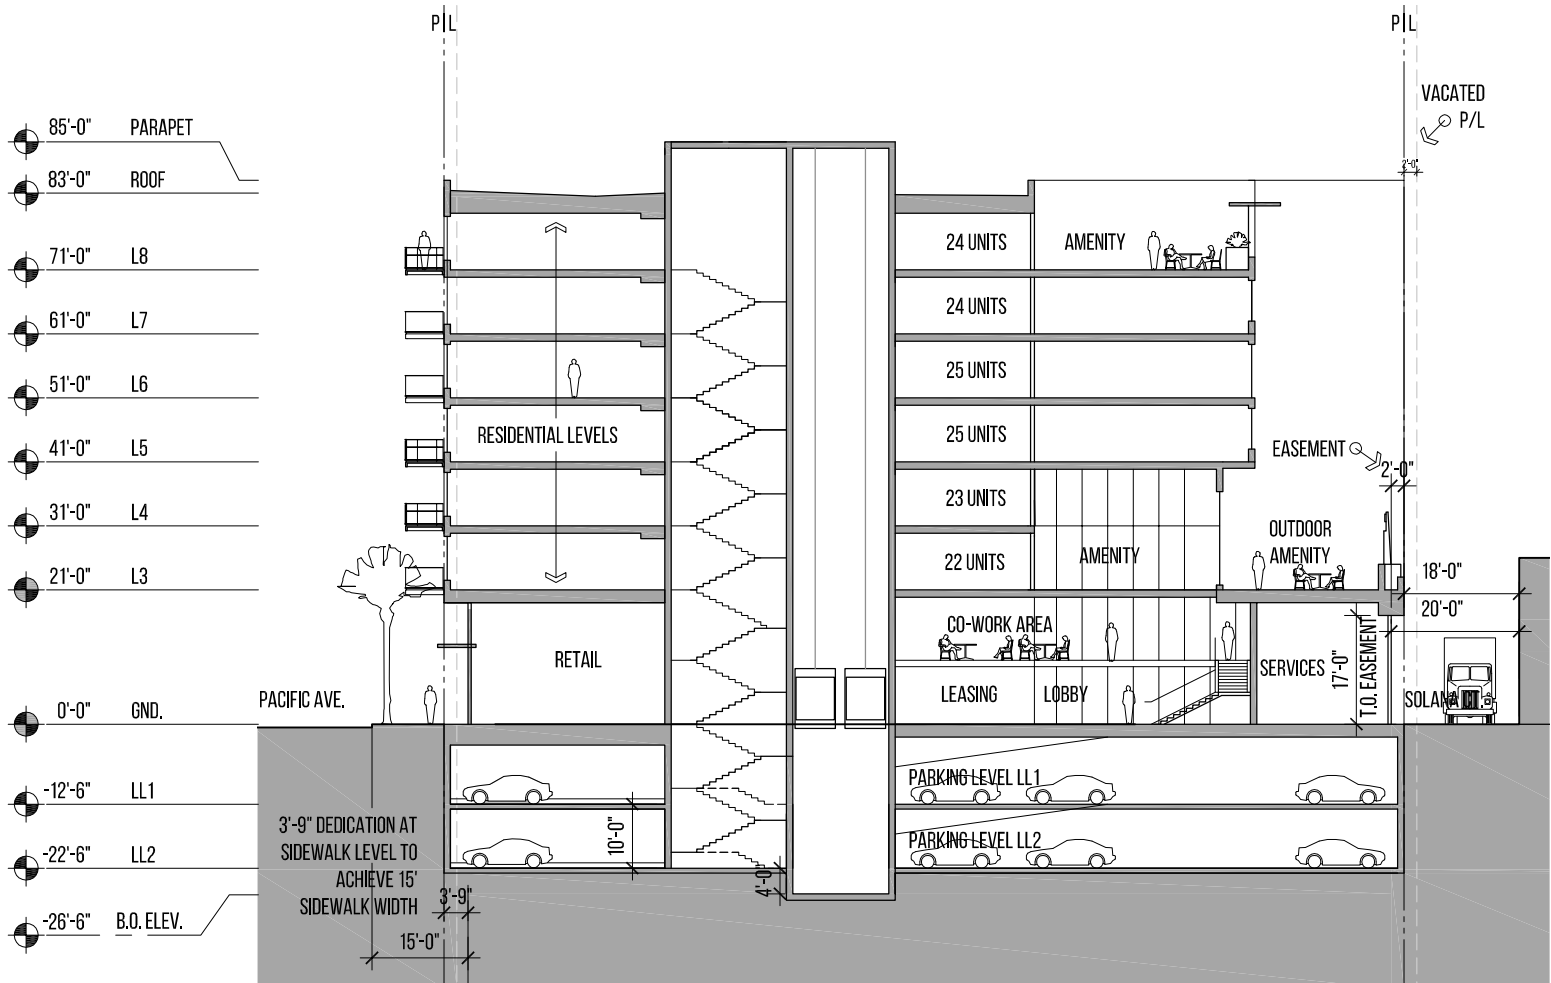 P|L
P|L
VACATED
P/L
2'-0"
85'-0" PARAPET
83'-0" ROOF
71'-0" L8
24 UNITS
AMENITY
61'-0" L7
24 UNITS
51'-0" L6
25 UNITS
41'-0" L5
RESIDENTIAL LEVELS
25 UNITS
EASEMENT
2'-0"
31'-0" L4
23 UNITS
OUTDOOR
AMENITY
AMENITY
21'-0" L3
22 UNITS
18'-0"
20'-0"
CO-WORK AREA
RETAIL
SERVICES
17'-0"
T.O. EASEMENT
LEASING
LOBBY
SOLANA
PACIFIC AVE.
0'-0" GND.
-12'-6" LL1
PARKING LEVEL LL1
3'-9" DEDICATION AT
SIDEWALK LEVEL TO
ACHIEVE 15'
SIDEWALK WIDTH
10'-0"
-22'-6" LL2
PARKING LEVEL LL2
4'-0"
3'-9"
-26'-6" B.O. ELEV.
15'-0"